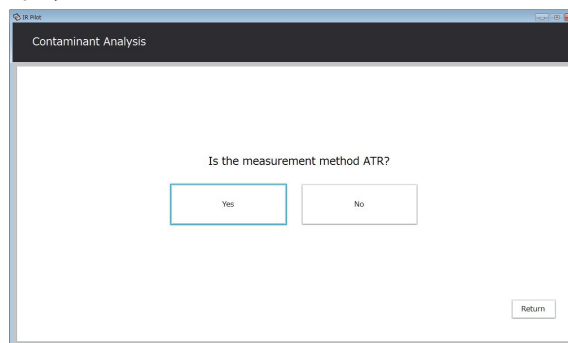 IR Pilot
Contaminant Analysis
Is the measurement method ATR?
Yes No
Return